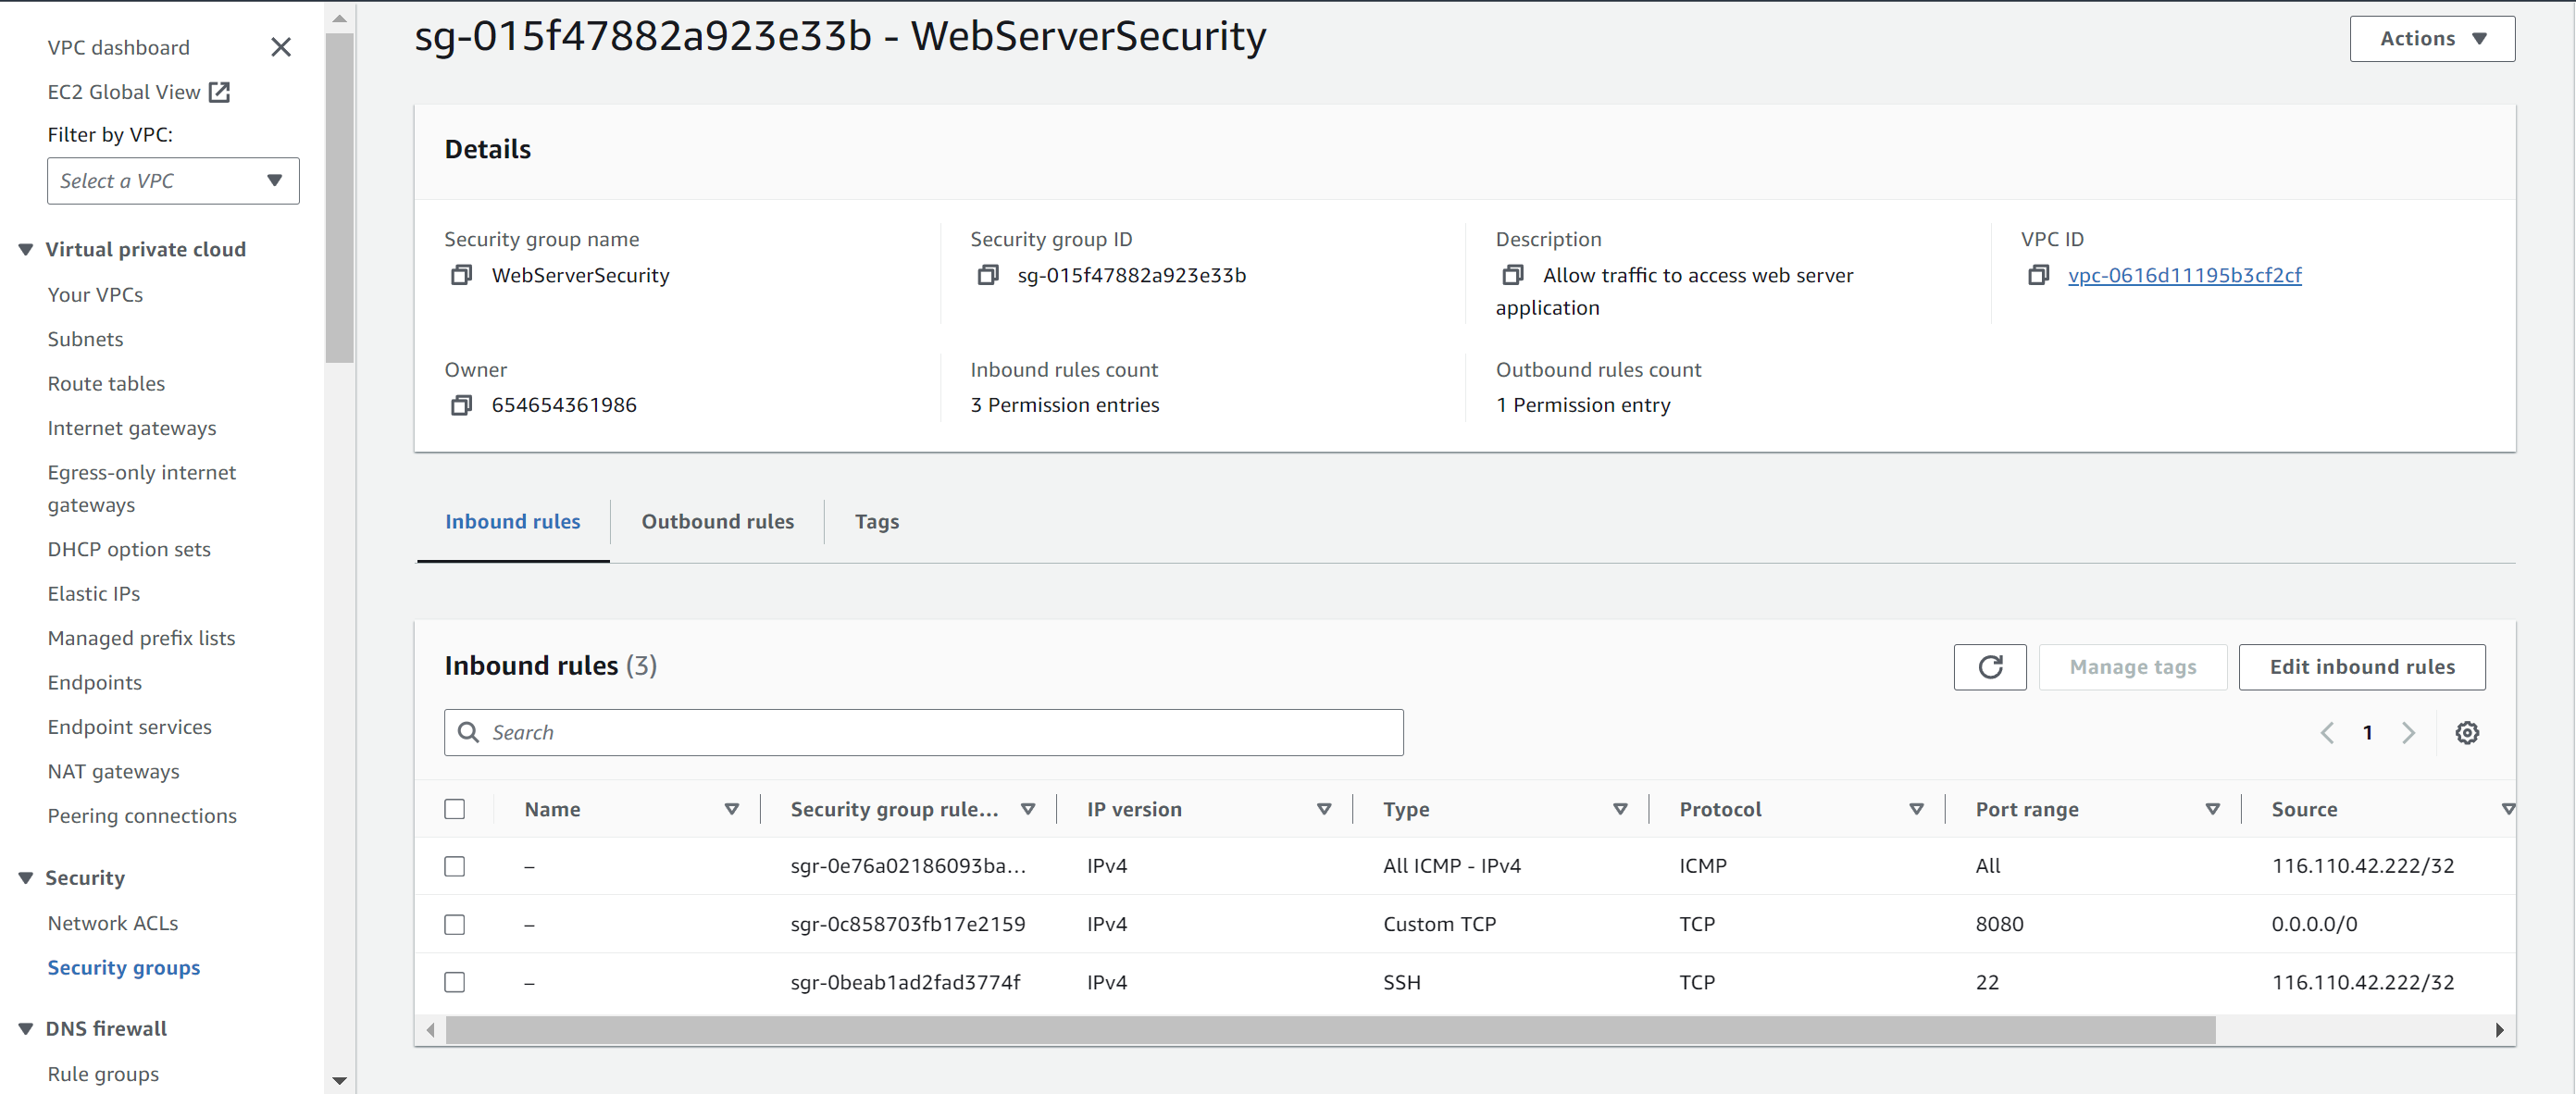 VPC dashboard
EC2 Global View
Filter by VPC:
Select a VPC
Virtual private cloud
Your VPCs
Subnets
Route tables
Internet gateways
Egress-only internet
gateways
DHCP option sets
Elastic IPs
Managed prefix lists
Endpoints
Endpoint services
NAT gateways
Peering connections
Security
Network ACLs
Security groups
DNS firewall
Rule groups
sg-015f47882a923e33b - WebServerSecurity
Actions
Details
Security group name
WebServerSecurity
Security group ID
sg-015f47882a923e33b
Description
Allow traffic to access web server
application
VPC ID
vpc-0616d11195b3cf2cf
Owner
654654361986
Inbound rules count
3 Permission entries
Outbound rules count
1 Permission entry
Inbound rules Outbound rules Tags
Inbound rules (3)
Manage tags Edit inbound rules
Search
1
Name Security group rule... IP version Type Protocol Port range Source
– sgr-0e76a02186093ba... IPv4 All ICMP - IPv4 ICMP All 116.110.42.222/32
– sgr-0c858703fb17e2159 IPv4 Custom TCP TCP 8080 0.0.0.0/0
– sgr-0beab1ad2fad3774f IPv4 SSH TCP 22 116.110.42.222/32